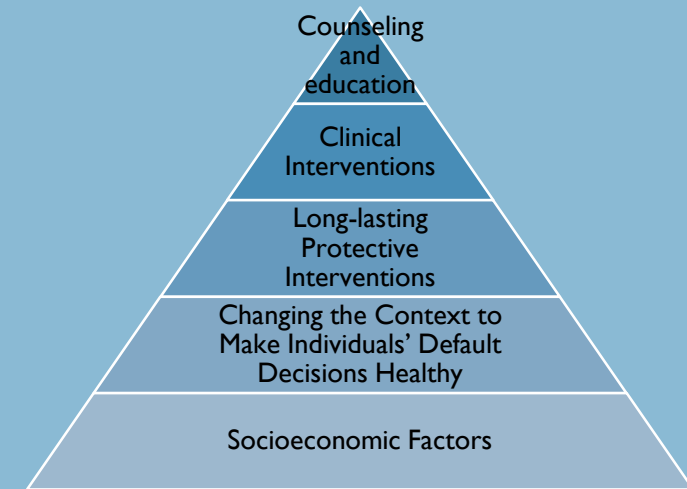 Counseling
and
education
Clinical
Interventions
Long-lasting
Protective
Interventions
Changing the Context to
Make Individuals’ Default
Decisions Healthy
Socioeconomic Factors